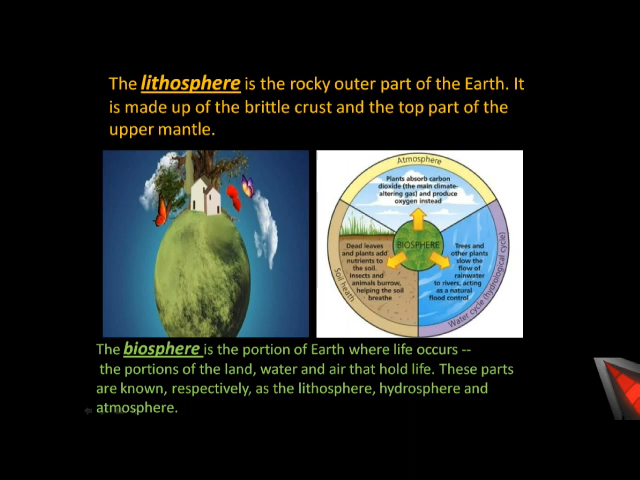 The lithosphere is the rocky outer part of the Earth. It
is made up of the brittle crust and the top part of the
upper mantle.
Atmosphere
Plants absorb carbon
dioxide (the main climate-
altering gas) and produce
oxygen instead
BIOSPHERE
Dead leaves
and plants add
nutrients to
the soil.
Insects and
animals burrow,
helping the soil
breathe
Soil heath
Trees and
other plants
slow the
flow of
rainwater
to rivers, acting
as a natural
flood control
Water cycle (hydrological cycle)
The biosphere is the portion of Earth where life occurs --
the portions of the land, water and air that hold life. These parts
are known, respectively, as the lithosphere, hydrosphere and
atmosphere.